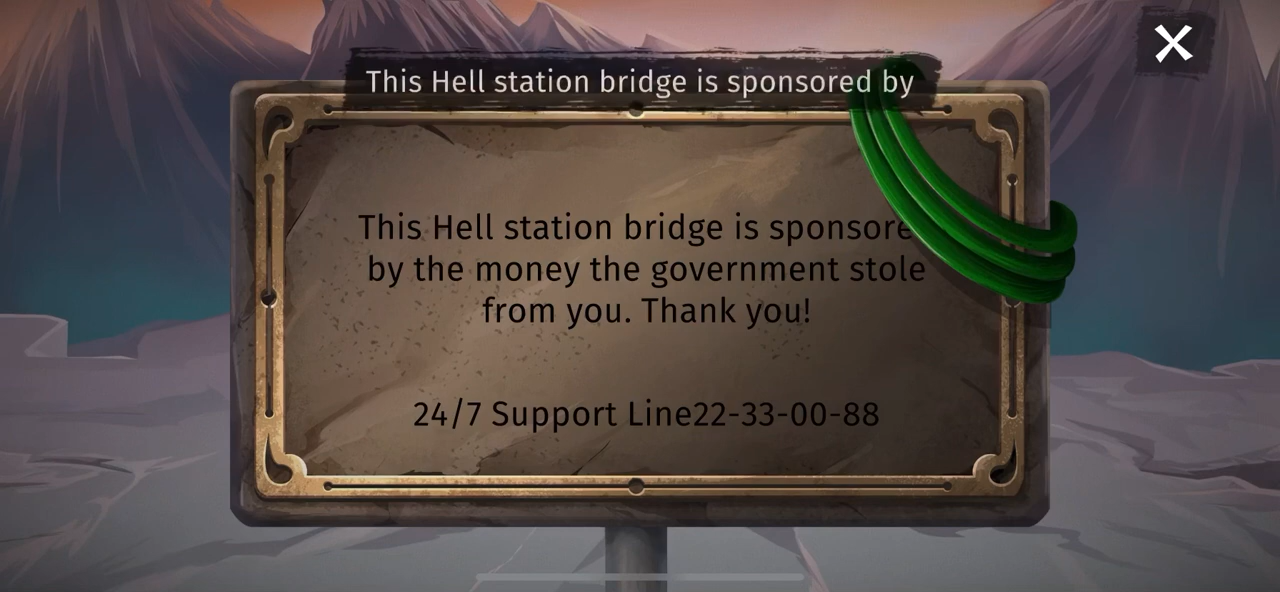 This Hell station bridge is sponsored by
This Hell station bridge is sponsore
by the money the government stole
from you. Thank you!
24/7 Support Line22-33-00-88